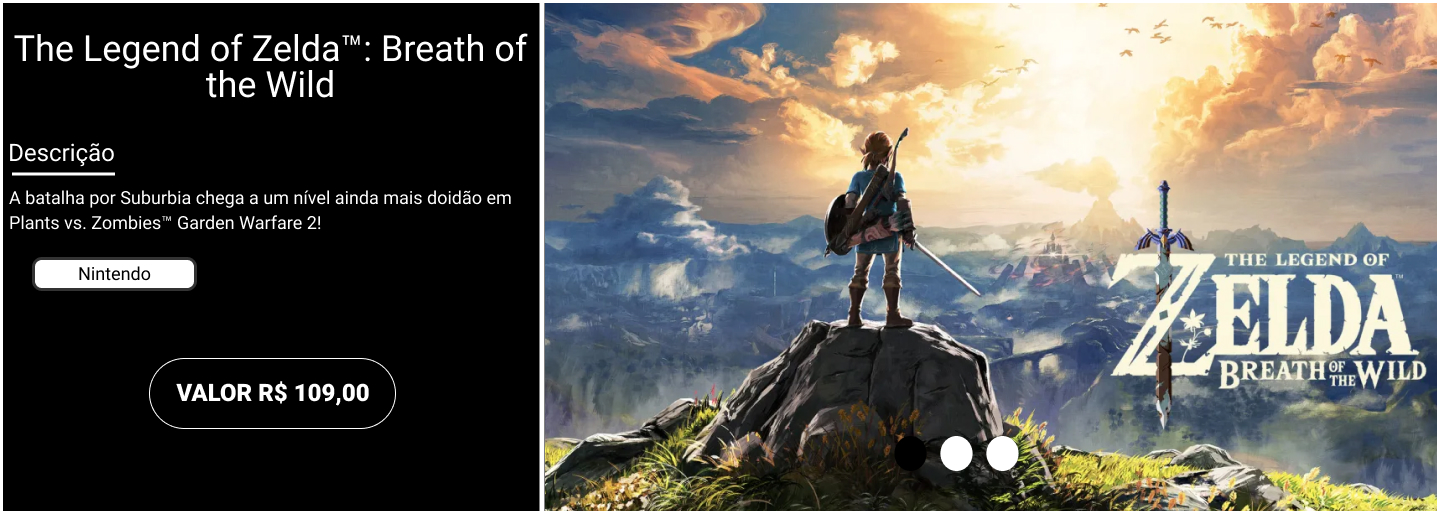 The Legend of Zelda™: Breath of
the Wild
Descrição
A batalha por Suburbia chega a um nível ainda mais doidão em
Plants vs. Zombies™ Garden Warfare 2!
Nintendo
VALOR R$ 109,00
THE LEGEND OF
ZELDA™
BREATH OF THE WILD